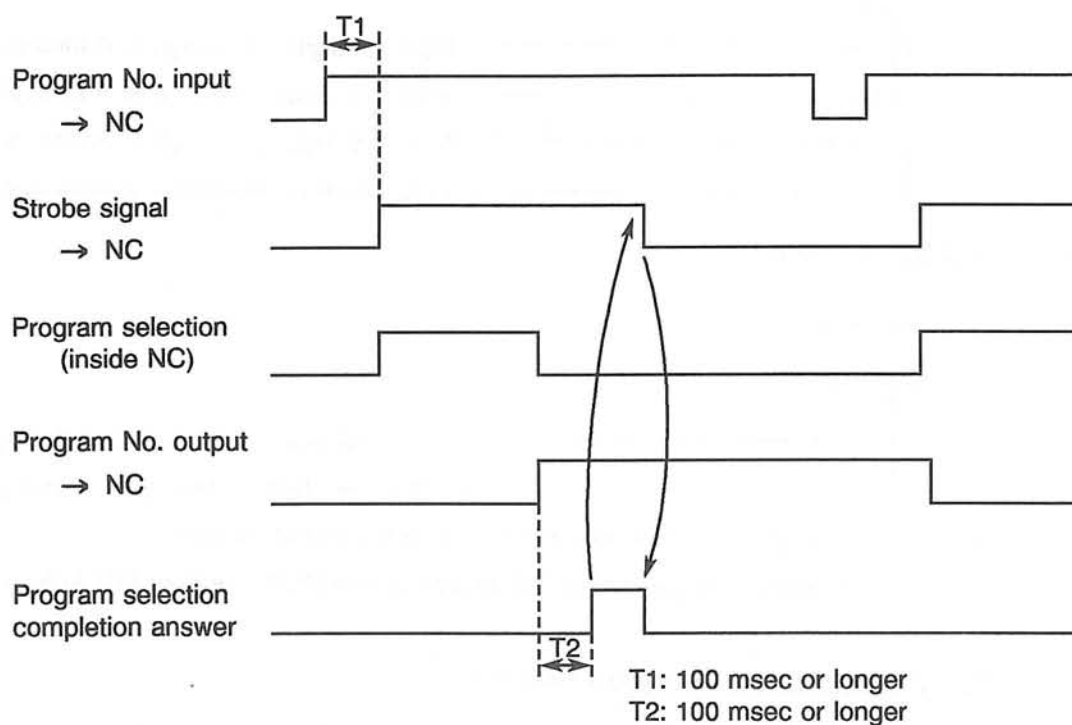 T1
Program No. input
→ NC
Strobe signal
→ NC
Program selection
(inside NC)
Program No. output
→ NC
Program selection
completion answer
T2
T1: 100 msec or longer
T2: 100 msec or longer